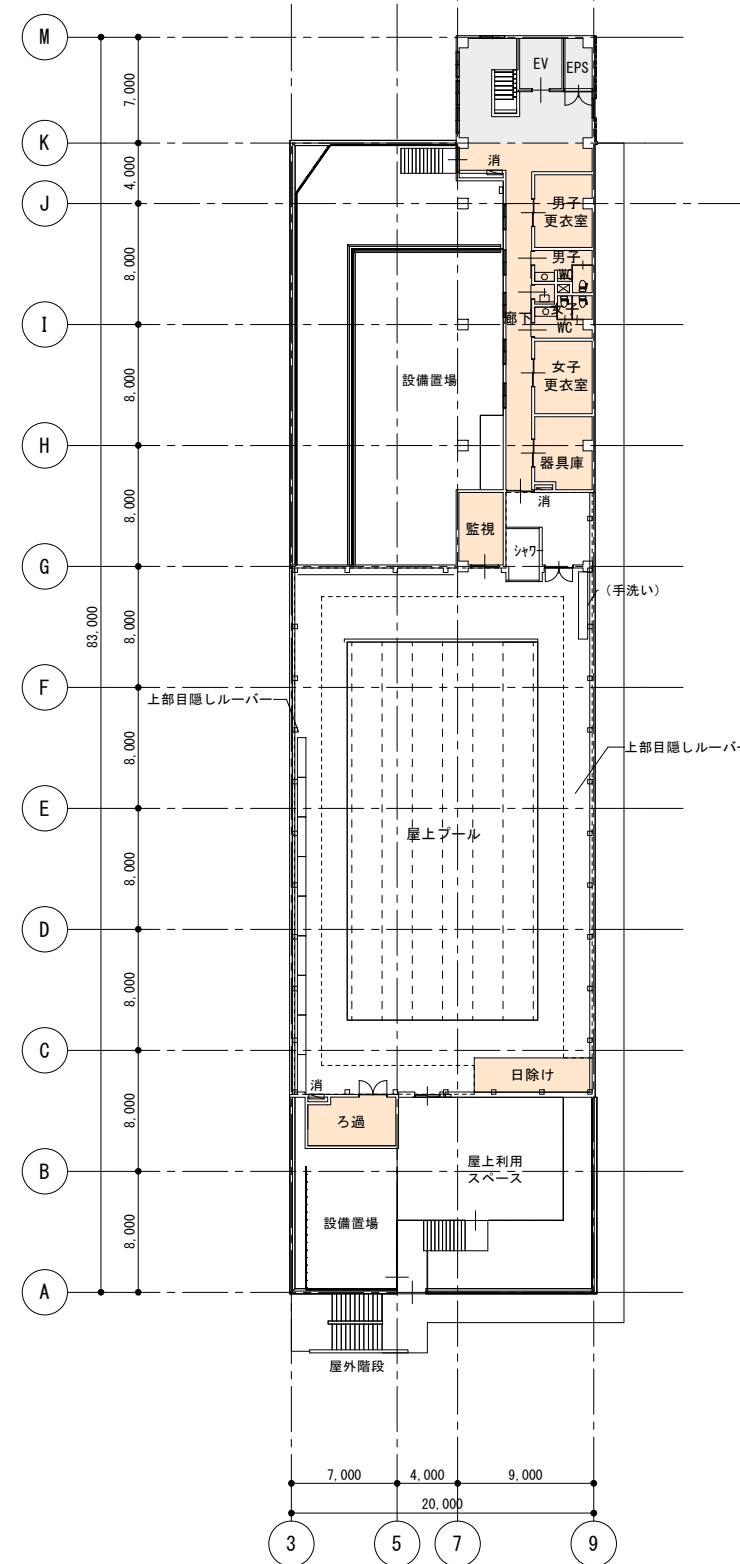 M
EV
EPS
7,000
K
消
4,000
J
男子
更衣室
8,000
男子
WC
I
廊下
女子
WC
8,000
設備置場
女子
更衣室
H
器具庫
消
8,000
監視
シャワー
G
(手洗い)
83,000
8,000
F
上部目隠しルーバー
上部目隠しルーバー
8,000
E
屋上プール
8,000
D
8,000
C
日除け
消
ろ過
8,000
B
屋上利用
スペース
設備置場
8,000
A
屋外階段
7,000
4,000
9,000
20,000
3
5
7
9